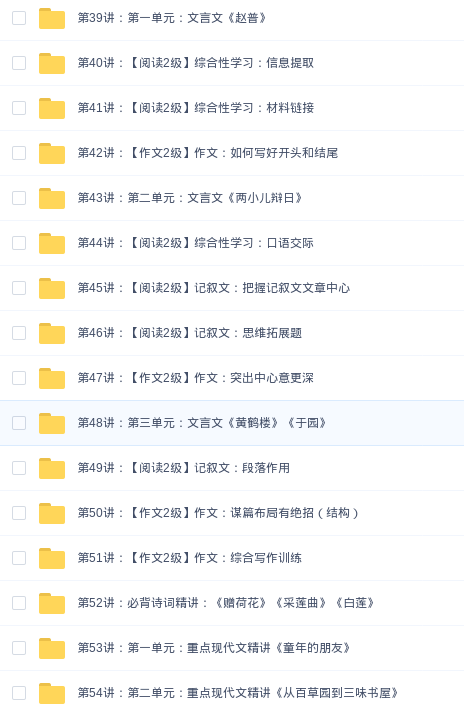 第39讲：第一单元：文言文《赵普》
第40讲：【阅读2级】综合性学习：信息提取
第41讲：【阅读2级】综合性学习：材料链接
第42讲：【作文2级】作文：如何写好开头和结尾
第43讲：第二单元：文言文《两小儿辩日》
第44讲：【阅读2级】综合性学习：口语交际
第45讲：【阅读2级】记叙文：把握记叙文文章中心
第46讲：【阅读2级】记叙文：思维拓展题
第47讲：【作文2级】作文：突出中心意更深
第48讲：第三单元：文言文《黄鹤楼》《于园》
第49讲：【阅读2级】记叙文：段落作用
第50讲：【作文2级】作文：谋篇布局有绝招（结构）
第51讲：【作文2级】作文：综合写作训练
第52讲：必背诗词精讲：《赠荷花》《采莲曲》《白莲》
第53讲：第一单元：重点现代文精讲《童年的朋友》
第54讲：第二单元：重点现代文精讲《从百草园到三味书屋》